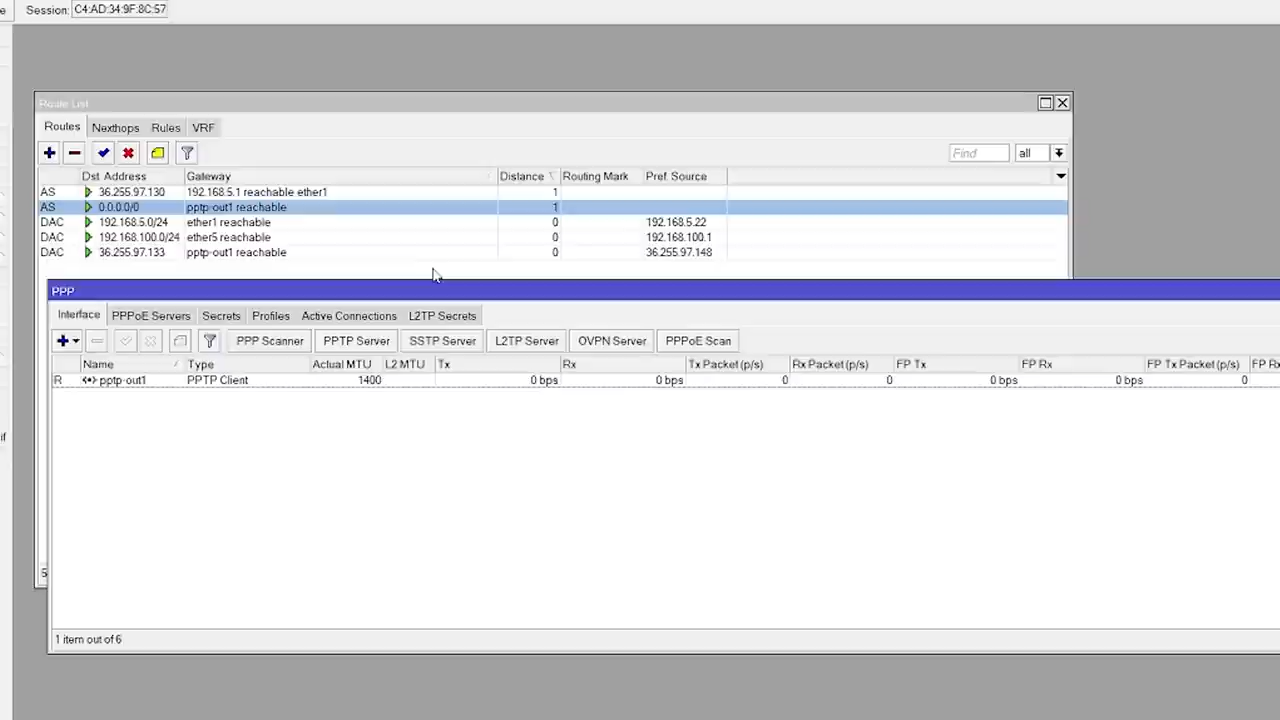 e Session: C4:AD:34:9F:8C:57
Route List
Routes Nexthops Rules VRF
Find all
Dst. Address Gateway Distance Routing Mark Pref. Source
AS 36.255.97.130 192.168.5.1 reachable ether1 1
AS 0.0.0.0/0 pptp-out1 reachable 1
DAC 192.168.5.0/24 ether1 reachable 0 192.168.5.22
DAC 192.168.100.0/24 ether5 reachable 0 192.168.100.1
DAC 36.255.97.133 pptp-out1 reachable 0 36.255.97.148
PPP
Interface PPPoE Servers Secrets Profiles Active Connections L2TP Secrets
PPP Scanner PPTP Server SSTP Server L2TP Server OVPN Server PPPoE Scan
Name Type Actual MTU L2 MTU Tx Rx Tx Packet (p/s) Rx Packet (p/s) FP Tx FP Rx FP Tx Packet (p/s) FP R
R pptp-out1 PPTP Client 1400 0 bps 0 bps 0 0 0 bps 0 bps 0
if
5
1 item out of 6